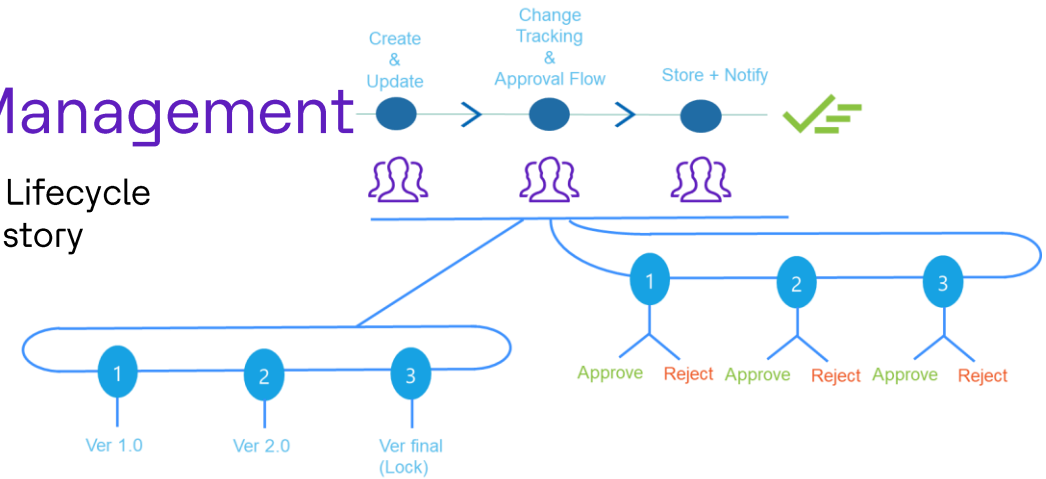 Create
&
Update
Change
Tracking
&
Approval Flow
Store + Notify
Management
Lifecycle
story
1
2
3
Approve
Reject
Approve
Reject
Approve
Reject
1
2
3
Ver 1.0
Ver 2.0
Ver final
(Lock)